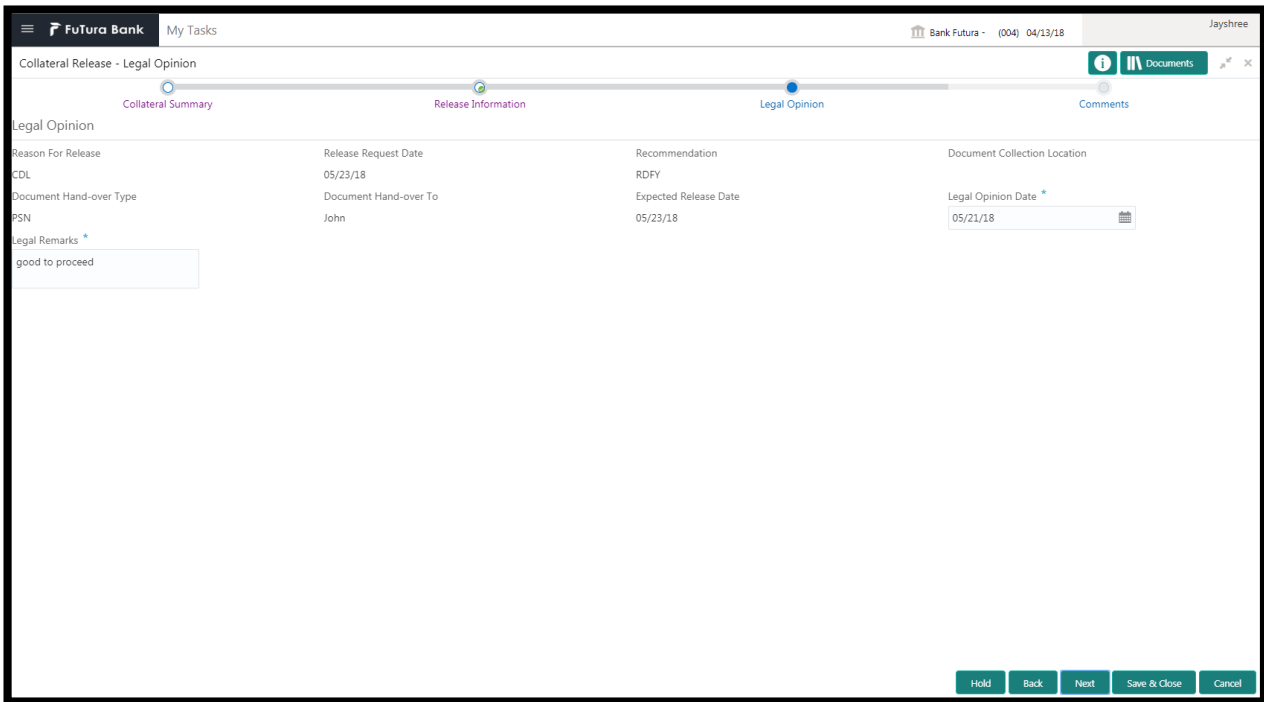 FuTura Bank My Tasks Bank Futura - (004) 04/13/18 Jayshree
Collateral Release - Legal Opinion i Documents
Collateral Summary Release Information Legal Opinion Comments
Legal Opinion
Reason For Release Release Request Date Recommendation Document Collection Location
CDL 05/23/18 RDFY
Document Hand-over Type Document Hand-over To Expected Release Date Legal Opinion Date *
PSN John 05/23/18 05/21/18
Legal Remarks *
good to proceed
Hold Back Next Save & Close Cancel